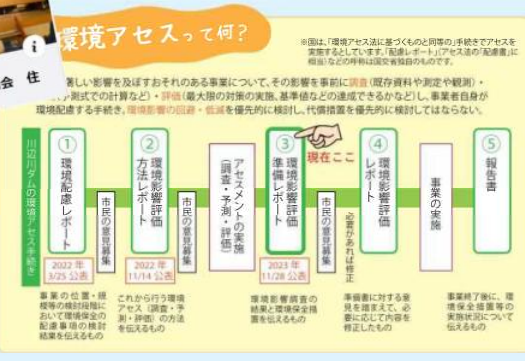 環境アセスって何？
※国は、「環境アセス法に基づくものと同等の」手続きでアセスを
実施するとしています。「配慮レポート」(アセス法の「配慮書」に
相当)などの呼称は国交省独自のものです。
会 住
i
著しい影響を及ぼすおそれのある事業について、その影響を事前に調査(既存資料や測定や観測)・
測式での計算など)・評価(最大限の対策の実施、基準値などの達成できるかなど)し、事業者自身が
環境配慮する手続き。環境影響の回避・低減を優先的に検討し、代償措置を優先的に検討してはならない。
川辺川ダムの環境アセス手続き
① 環境配慮レポート
2022年
3/25 公表
市民の意見募集
② 環境影響評価
方法レポート
2022年
11/14 公表
市民の意見募集
アセスメントの実施
(調査・予測・評価)
③ 環境影響評価
準備レポート
現在ここ
2023年
11/28 公表
市民の意見募集
必要があれば修正
④ 環境影響評価
レポート
事業の実施
⑤ 報告書
事業の位置・規
模等の検討段階に
おいて環境保全の
配慮事項の検討
結果を伝えるもの
これから行う環境
アセス(調査・予
測・評価)の方法
を伝えるもの
環境影響調査の
結果と環境保全措
置を伝えるもの
準備書に対する意
見を踏まえて、必
要に応じて内容を
修正したもの
事業終了後に、環
境保全措置等の
実施状況について
伝えるもの